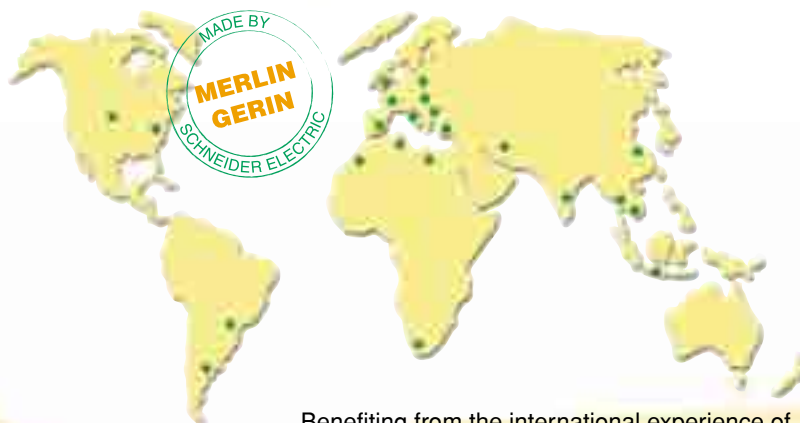 MADE BY
MERLIN
GERIN
SCHNEIDER ELECTRIC
Benefiting from the international experience of